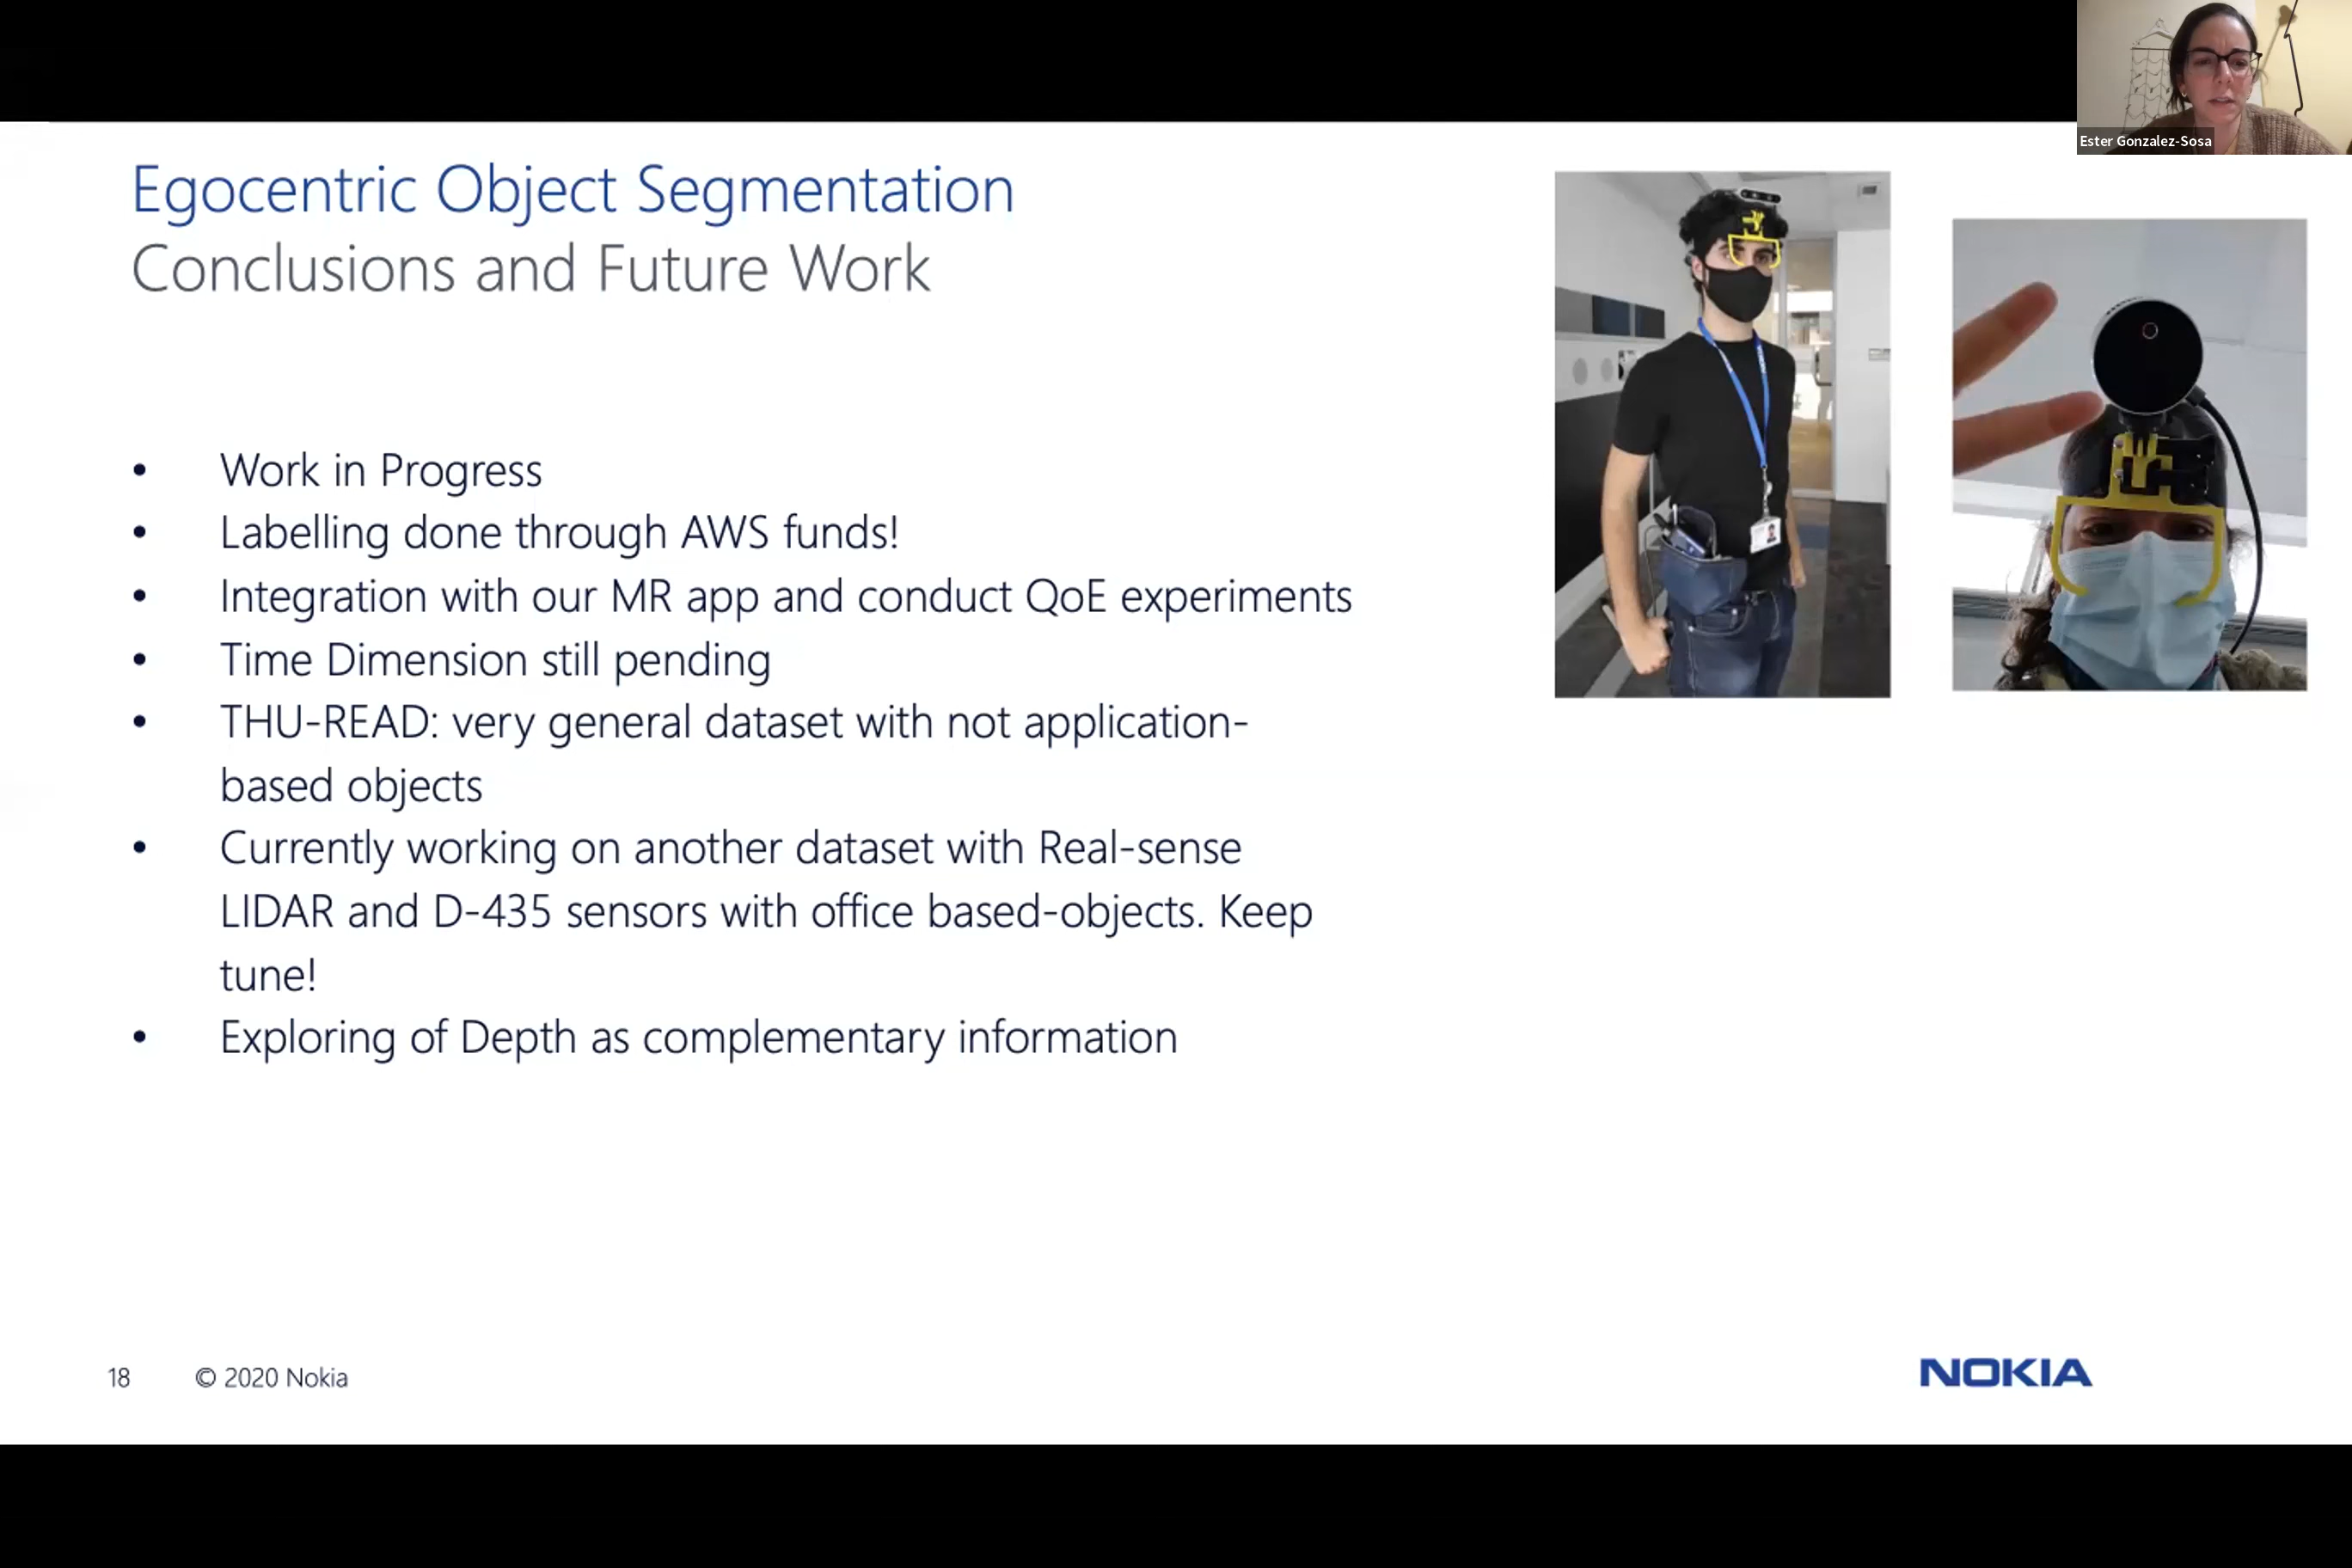 Ester Gonzalez-Sosa
Egocentric Object Segmentation
Conclusions and Future Work
• Work in Progress
• Labelling done through AWS funds!
• Integration with our MR app and conduct QoE experiments
• Time Dimension still pending
• THU-READ: very general dataset with not application-
based objects
• Currently working on another dataset with Real-sense
LIDAR and D-435 sensors with office based-objects. Keep
tune!
• Exploring of Depth as complementary information
18 © 2020 Nokia
NOKIA